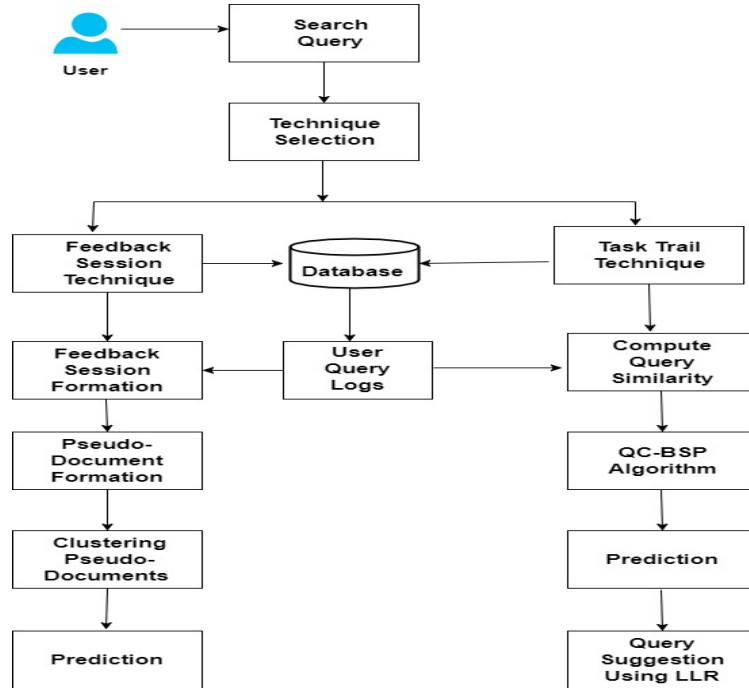 Search
Query
User
Technique
Selection
Feedback
Session
Technique
Database
Task Trail
Technique
Feedback
Session
Formation
User
Query
Logs
Compute
Query
Similarity
Pseudo-
Document
Formation
QC-BSP
Algorithm
Clustering
Pseudo-
Documents
Prediction
Prediction
Query
Suggestion
Using LLR